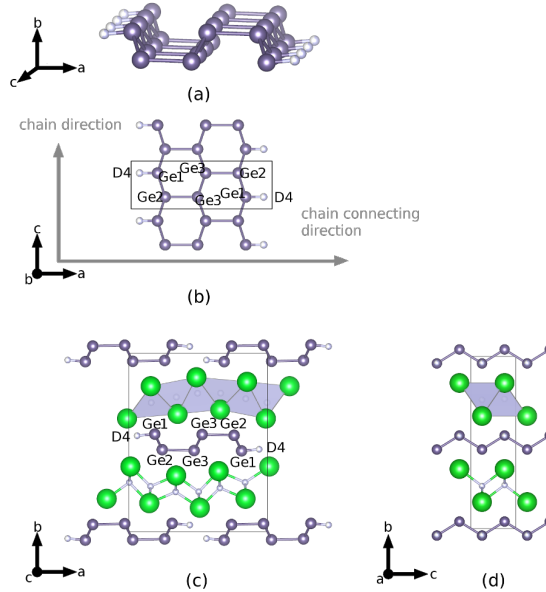 b
c
a
(a)
chain direction
D4
Ge1
Ge3
Ge2
Ge2
Ge3
Ge1
D4
chain connecting
direction
c
b
a
(b)
Ge1
Ge3
Ge2
D4
D4
Ge2
Ge3
Ge1
b
c
a
(c)
b
a
c
(d)